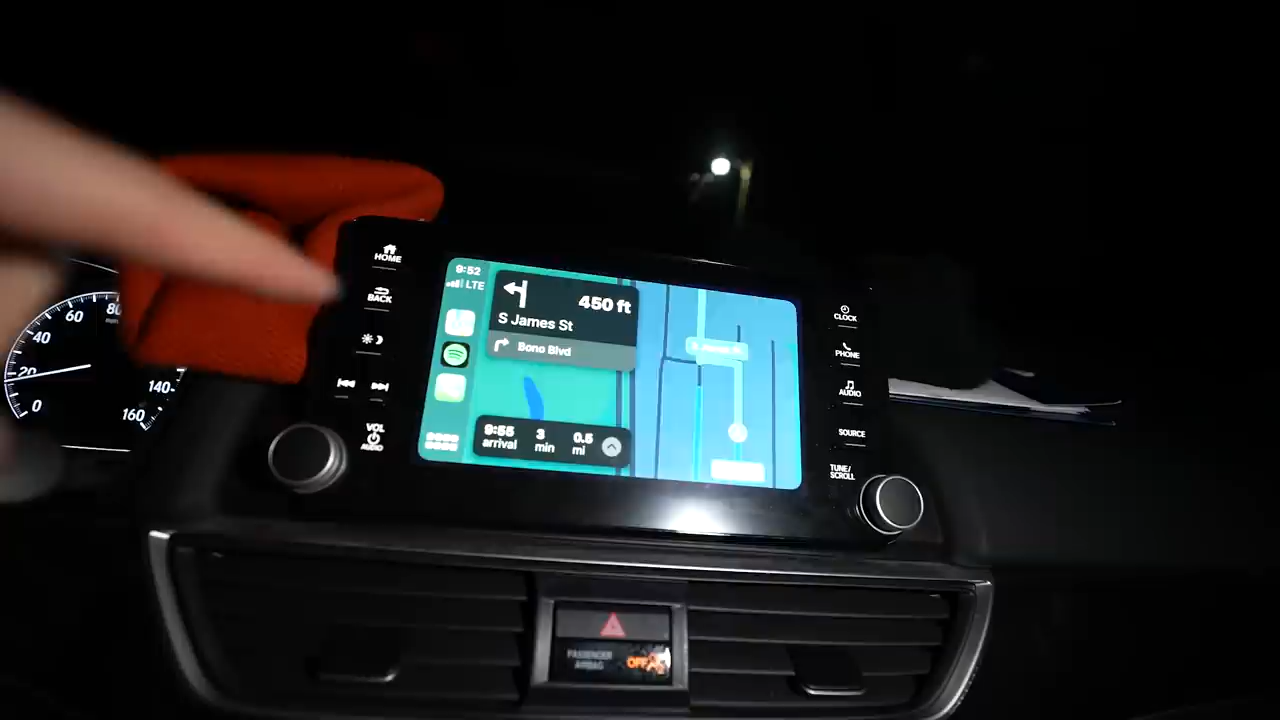 HOME
BACK
VOL
AUDIO
9:52
LTE
450 ft
S James St
Bono Blvd
9:55
arrival
3
min
0.5
mi
CLOCK
PHONE
AUDIO
SOURCE
TUNE/
SCROLL
80
60
40
20
0
140
160
PASSENGER
AIRBAG
OFF